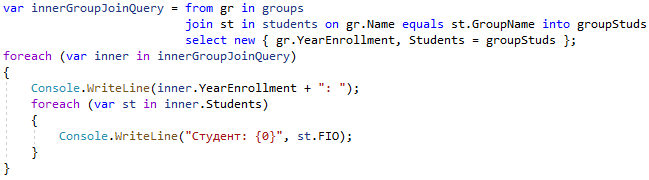 var innerGroupJoinQuery = from gr in groups
join st in students on gr.Name equals st.GroupName into groupStuds
select new { gr.YearEnrollment, Students = groupStuds };
foreach (var inner in innerGroupJoinQuery)
{
Console.WriteLine(inner.YearEnrollment + ": ");
foreach (var st in inner.Students)
{
Console.WriteLine("Студент: {0}", st.FIO);
}
}